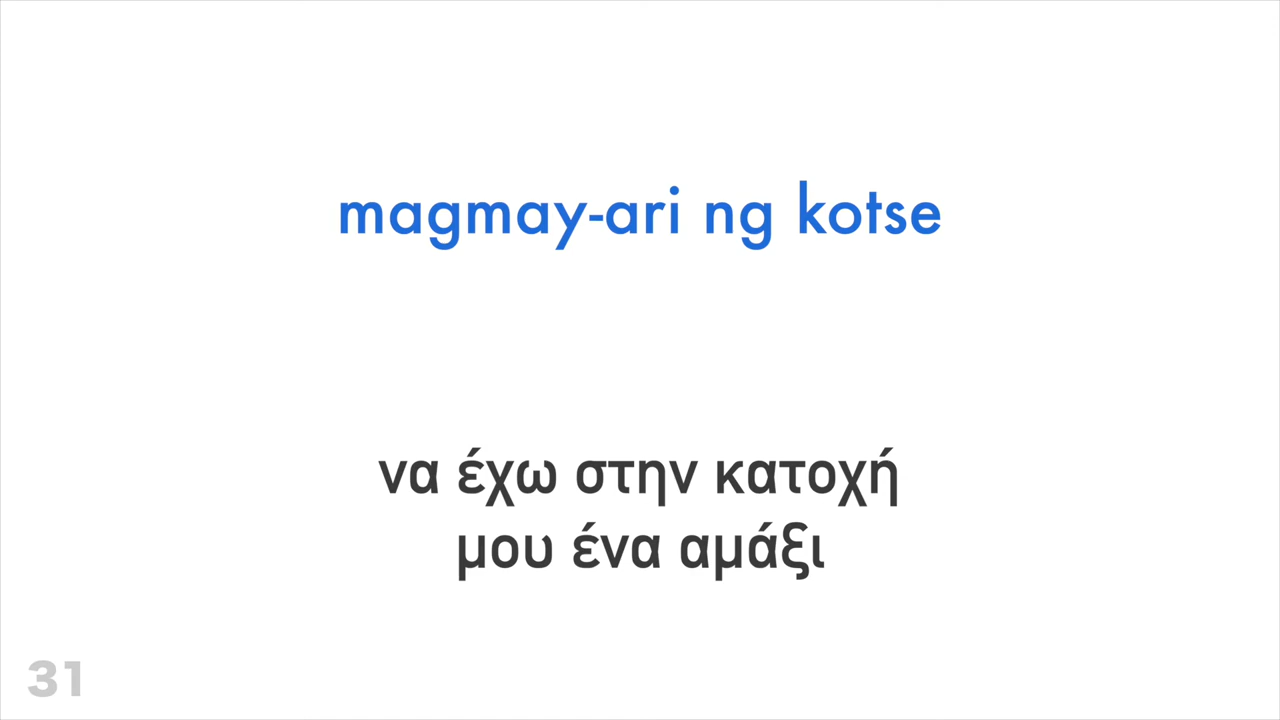 magmay-ari ng kotse
να έχω στην κατοχή
μου ένα αμάξι
31